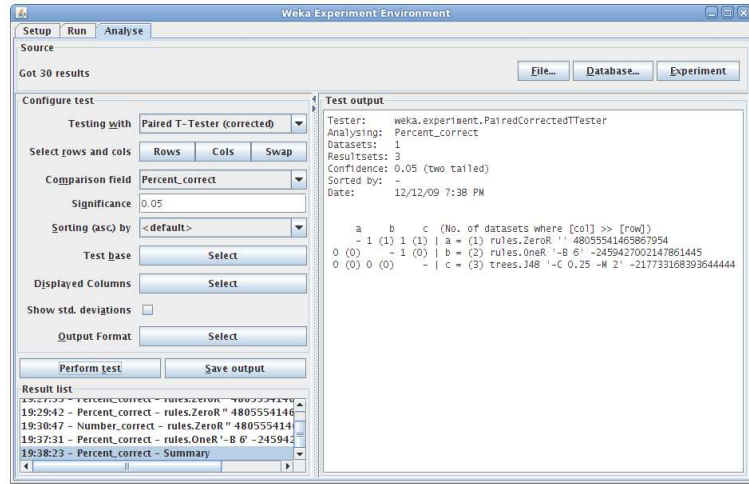 Weka Experiment Environment
Setup Run Analyse
Source
Got 30 results
File... Database... Experiment
Configure test
Testing with Paired T-Tester (corrected)
Select rows and cols Rows Cols Swap
Comparison field Percent_correct
Significance 0.05
Sorting (asc.) by <default>
Test base Select
Displayed Columns Select
Show std. deviations
Output Format Select
Perform test Save output
Result list
19:29:42 - Percent_correct - rules.ZeroR '' 4805554146
19:30:47 - Number_correct - rules.ZeroR '' 480555414
19:37:31 - Percent_correct - rules.OneR '-B 6' -24594
19:38:23 - Percent_correct - Summary
Test output
Tester: weka.experiment.PairedCorrectedTTester
Analysing: Percent_correct
Datasets: 1
Resultsets: 3
Confidence: 0.05 (two tailed)
Sorted by: -
Date: 12/12/09 7:38 PM
a b c (No. of datasets where [col] >> [row])
- 1 (1) 1 (1) | a = (1) rules.ZeroR '' 48055541465867954
0 (0) - 1 (0) | b = (2) rules.OneR '-B 6' -2459427002147861445
0 (0) 0 (0) - | c = (3) trees.J48 '-C 0.25 -M 2' -217733168393644444